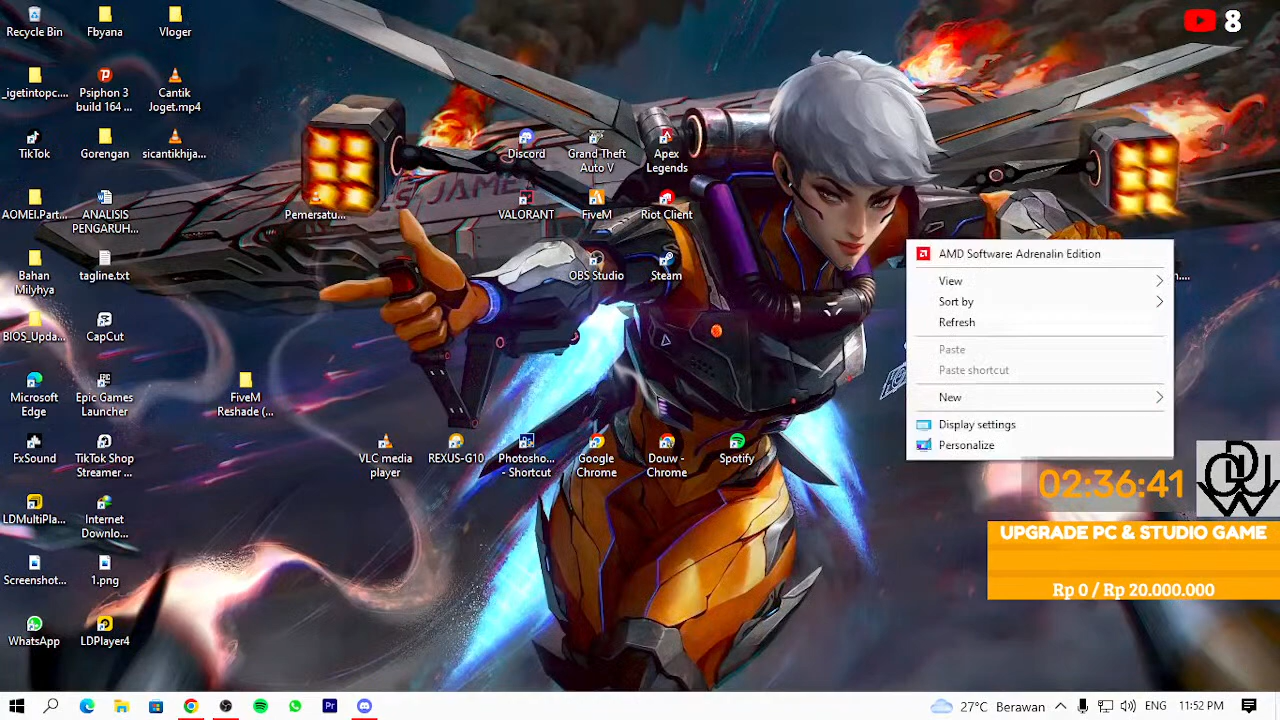 8
Recycle Bin
Fbyana
Vloger
_igetintopc....
Psiphon 3
build 164 ...
Cantik
Joget.mp4
TikTok
Gorengan
sicantikhija...
Discord
Grand Theft
Auto V
Apex
Legends
AOMEI.Part...
ANALISIS
PENGARUH...
Pemersatu...
VALORANT
FiveM
Riot Client
Bahan
Milyhya
tagline.txt
OBS Studio
Steam
BIOS_Upda...
CapCut
Microsoft
Edge
Epic Games
Launcher
FiveM
Reshade (...
FxSound
TikTok Shop
Streamer ...
VLC media
player
REXUS-G10
Photosho...
- Shortcut
Google
Chrome
Douw -
Chrome
Spotify
LDMultiPla...
Internet
Downlo...
Screenshot...
1.png
WhatsApp
LDPlayer4
AMD Software: Adrenalin Edition
View
Sort by
Refresh
Paste
Paste shortcut
New
Display settings
Personalize
02:36:41
UPGRADE PC & STUDIO GAME
Rp 0 / Rp 20.000.000
Pr
27°C Berawan
ENG
11:52 PM